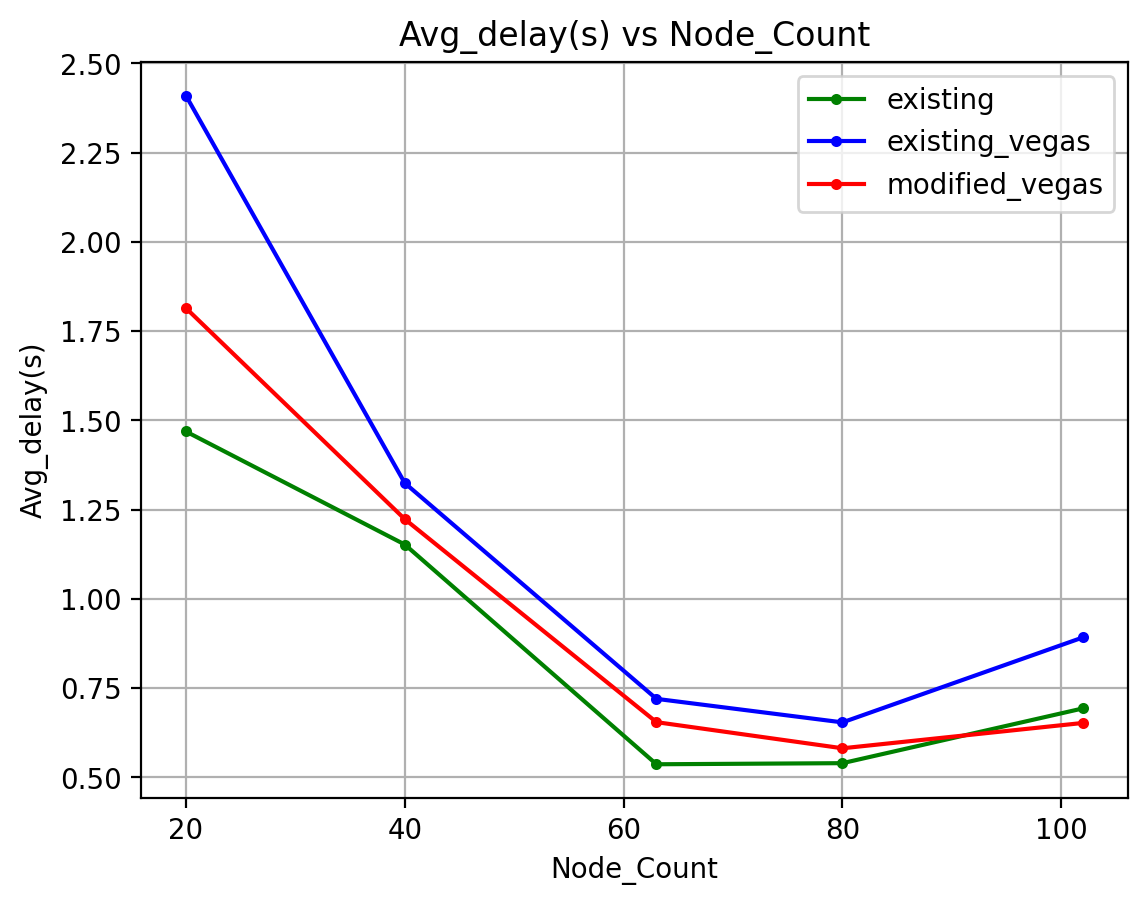 Avg_delay(s) vs Node_Count
existing
existing_vegas
modified_vegas
Avg_delay(s)
2.50
2.25
2.00
1.75
1.50
1.25
1.00
0.75
0.50
20 40 60 80 100
Node_Count